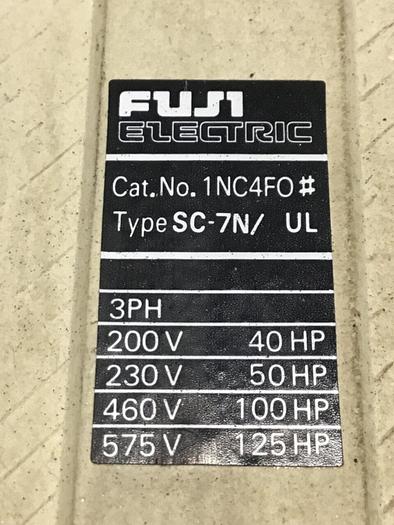 FUJI
ELECTRIC
Cat.No. 1NC4FO #
Type SC-7N/ UL
3PH
200 V 40 HP
230 V 50 HP
460 V 100 HP
575 V 125 HP